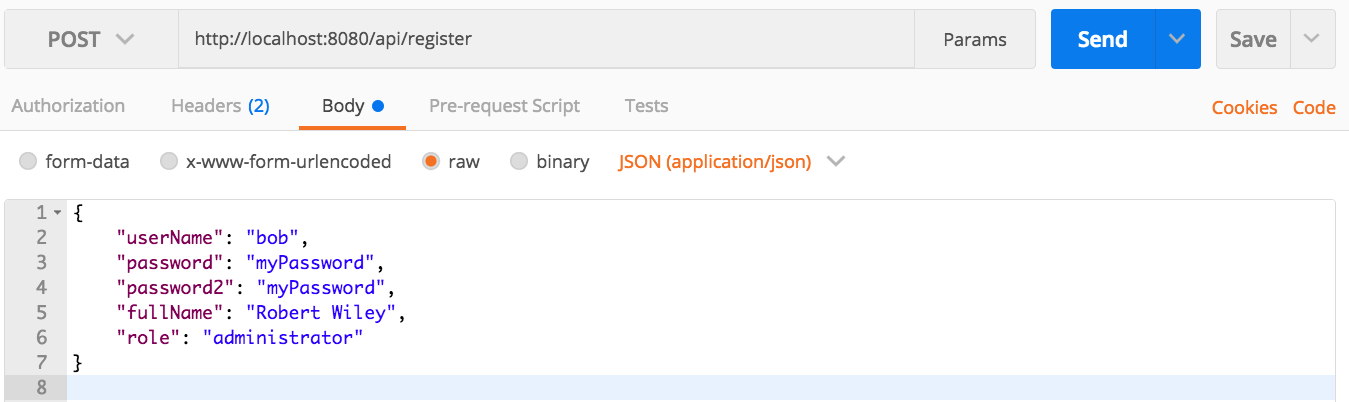 POST http://localhost:8080/api/register Params Send Save
Authorization Headers (2) Body Pre-request Script Tests Cookies Code
form-data x-www-form-urlencoded raw binary JSON (application/json)
1 {
2 "userName": "bob",
3 "password": "myPassword",
4 "password2": "myPassword",
5 "fullName": "Robert Wiley",
6 "role": "administrator"
7 }
8